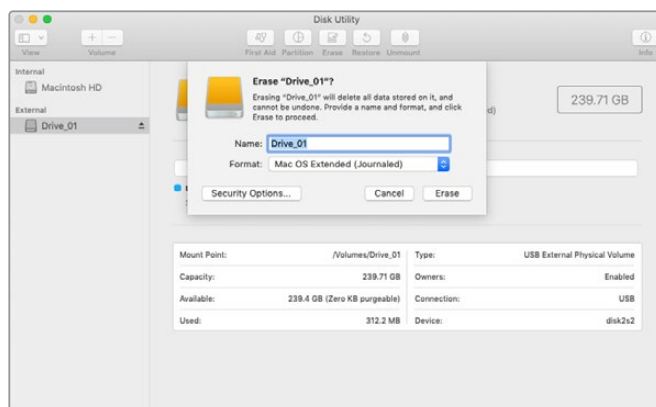 Disk Utility
View
Volume
First Aid Partition Erase Restore Unmount
Info
Internal
Macintosh HD
External
Drive_01
Erase “Drive_01”?
Erasing “Drive_01” will delete all data stored on it, and
cannot be undone. Provide a name and format, and click
Erase to proceed.
Name: Drive_01
Format: Mac OS Extended (Journaled)
Security Options... Cancel Erase
239.71 GB
Mount Point: /Volumes/Drive_01 Type: USB External Physical Volume
Capacity: 239.71 GB Owners: Enabled
Available: 239.4 GB (Zero KB purgeable) Connection: USB
Used: 312.2 MB Device: disk2s2